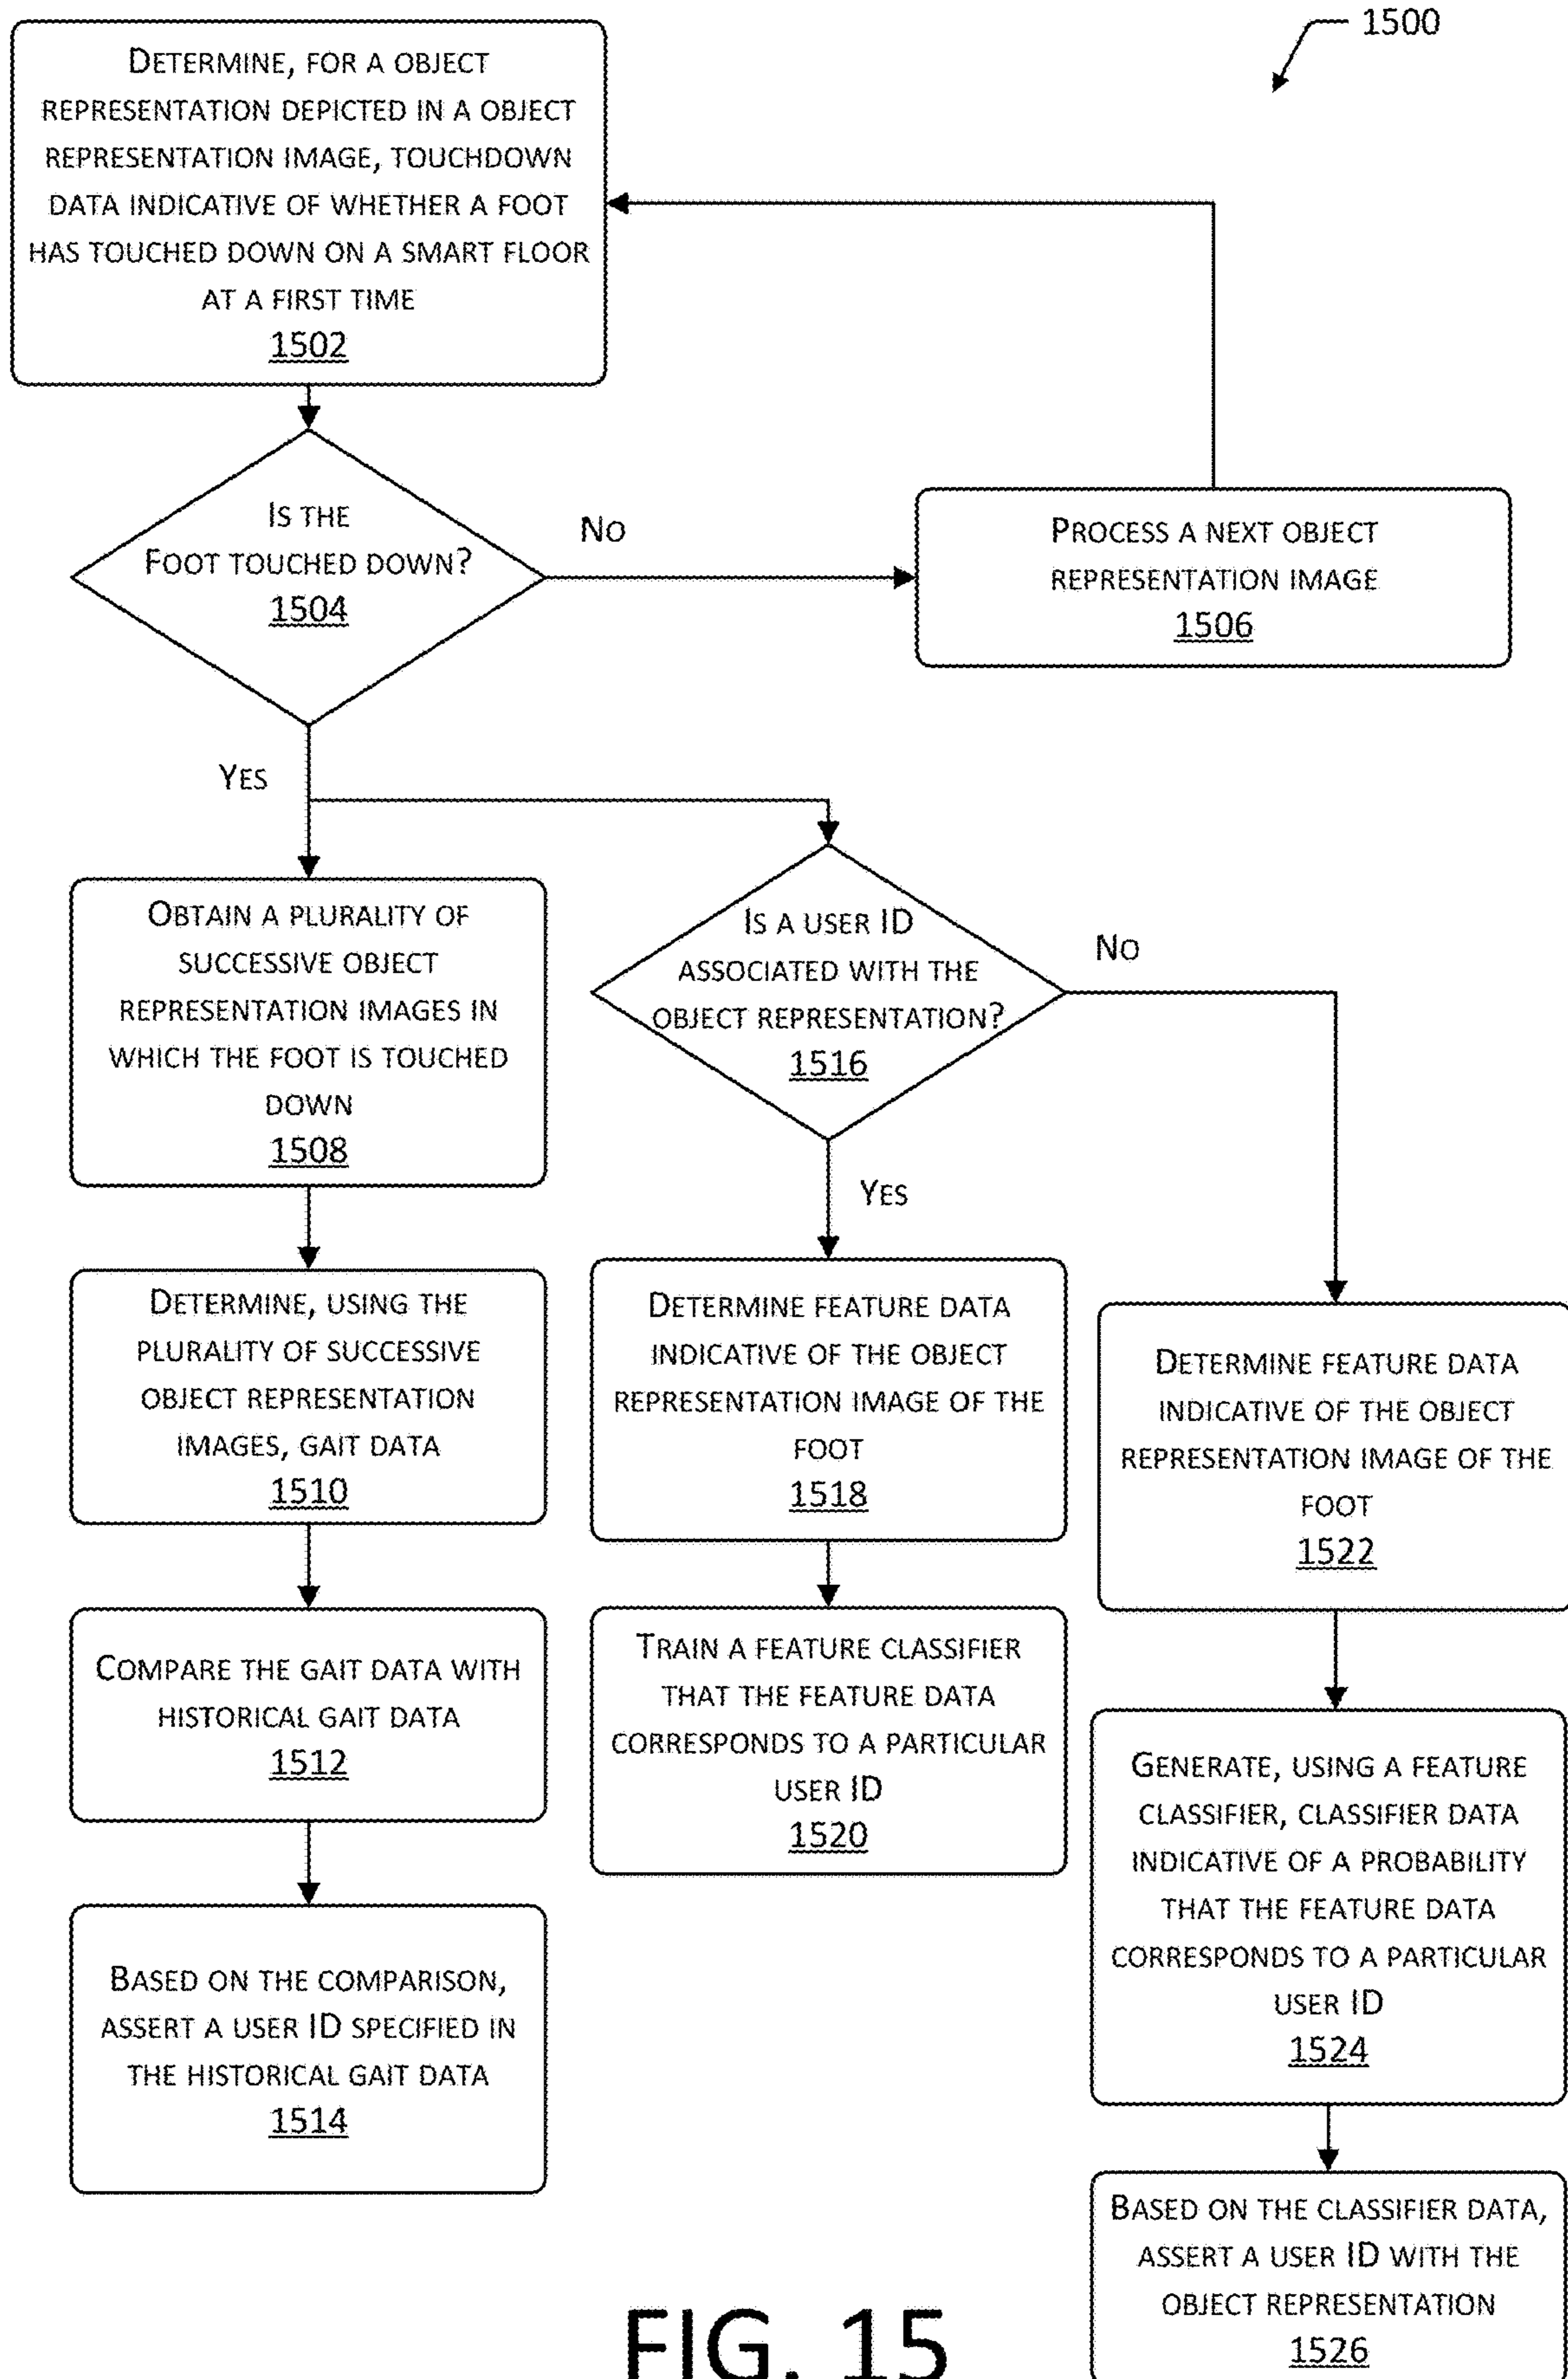 1500
DETERMINE, FOR A OBJECT
REPRESENTATION DEPICTED IN A OBJECT
REPRESENTATION IMAGE, TOUCHDOWN
DATA INDICATIVE OF WHETHER A FOOT
HAS TOUCHED DOWN ON A SMART FLOOR
AT A FIRST TIME
1502
IS THE
FOOT TOUCHED DOWN?
1504
NO
PROCESS A NEXT OBJECT
REPRESENTATION IMAGE
1506
YES
OBTAIN A PLURALITY OF
SUCCESSIVE OBJECT
REPRESENTATION IMAGES IN
WHICH THE FOOT IS TOUCHED
DOWN
1508
DETERMINE, USING THE
PLURALITY OF SUCCESSIVE
OBJECT REPRESENTATION
IMAGES, GAIT DATA
1510
COMPARE THE GAIT DATA WITH
HISTORICAL GAIT DATA
1512
BASED ON THE COMPARISON,
ASSERT A USER ID SPECIFIED IN
THE HISTORICAL GAIT DATA
1514
IS A USER ID
ASSOCIATED WITH THE
OBJECT REPRESENTATION?
1516
YES
DETERMINE FEATURE DATA
INDICATIVE OF THE OBJECT
REPRESENTATION IMAGE OF THE
FOOT
1518
TRAIN A FEATURE CLASSIFIER
THAT THE FEATURE DATA
CORRESPONDS TO A PARTICULAR
USER ID
1520
NO
DETERMINE FEATURE DATA
INDICATIVE OF THE OBJECT
REPRESENTATION IMAGE OF THE
FOOT
1522
GENERATE, USING A FEATURE
CLASSIFIER, CLASSIFIER DATA
INDICATIVE OF A PROBABILITY
THAT THE FEATURE DATA
CORRESPONDS TO A PARTICULAR
USER ID
1524
BASED ON THE CLASSIFIER DATA,
ASSERT A USER ID WITH THE
OBJECT REPRESENTATION
1526
FIG. 15